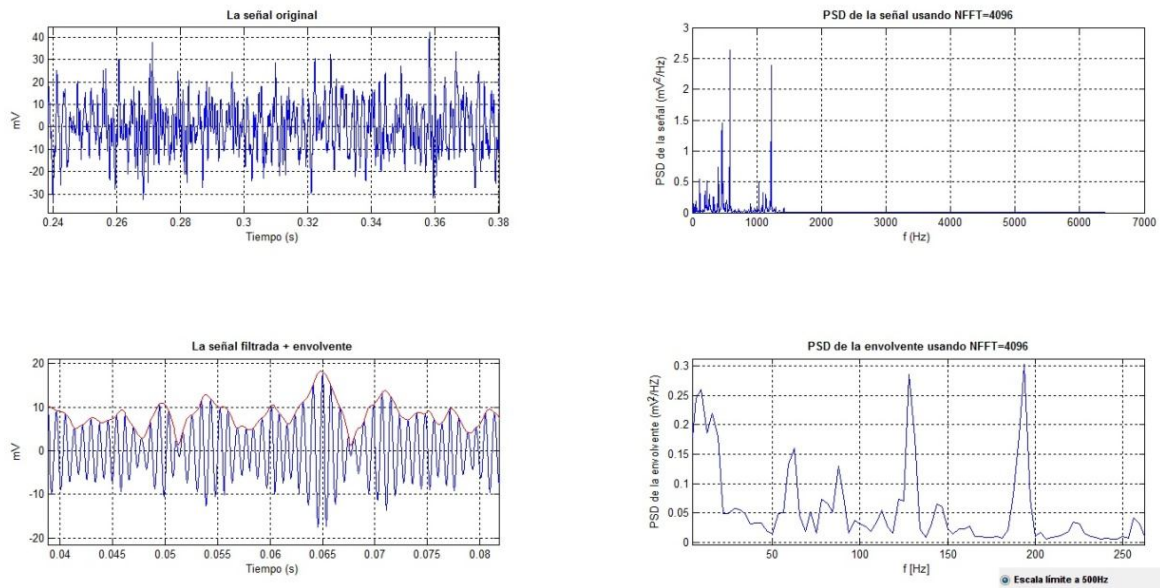 La señal original
mV
40
30
20
10
0
-10
-20
-30
0.24 0.26 0.28 0.3 0.32 0.34 0.36 0.38
Tiempo (s)
PSD de la señal usando NFFT=4096
PSD de la señal (mV²/Hz)
3
2.5
2
1.5
1
0.5
0
0 1000 2000 3000 4000 5000 6000 7000
f (Hz)
La señal filtrada + envolvente
mV
20
10
0
-10
-20
0.04 0.045 0.05 0.055 0.06 0.065 0.07 0.075 0.08
Tiempo (s)
PSD de la envolvente usando NFFT=4096
PSD de la envolvente (mV²/HZ)
0.3
0.25
0.2
0.15
0.1
0.05
0
50 100 150 200 250
f [Hz]
Escala límite a 500Hz